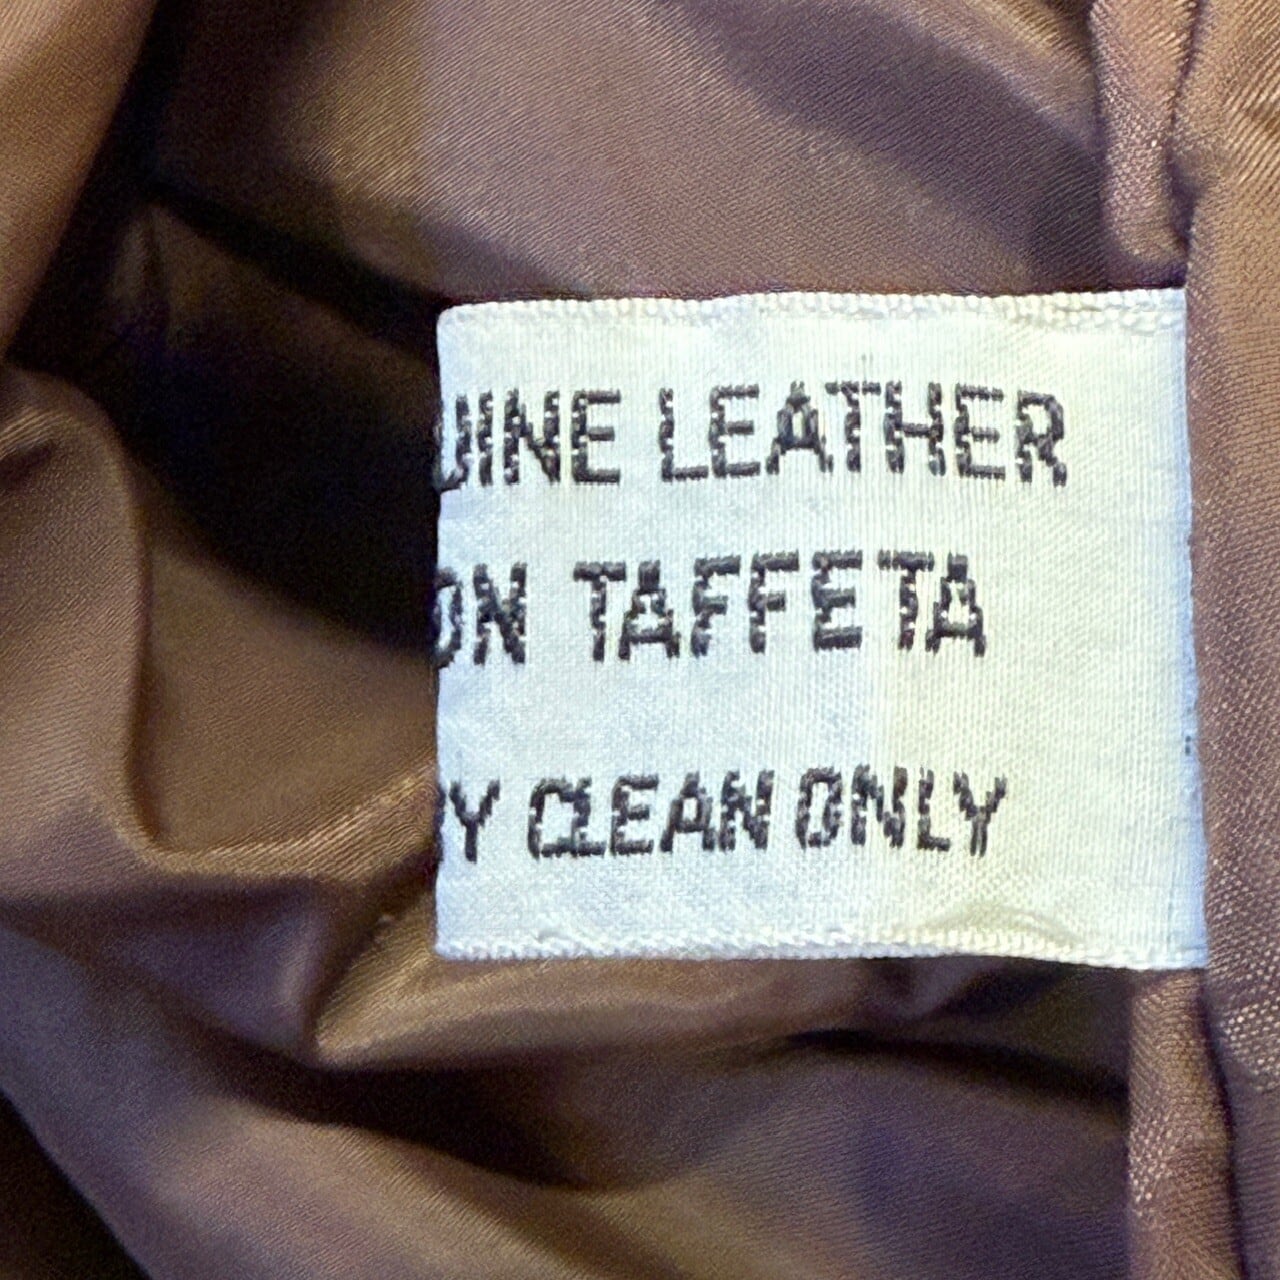 UINE LEATHER
ON TAFFETA
Y CLEAN ONLY